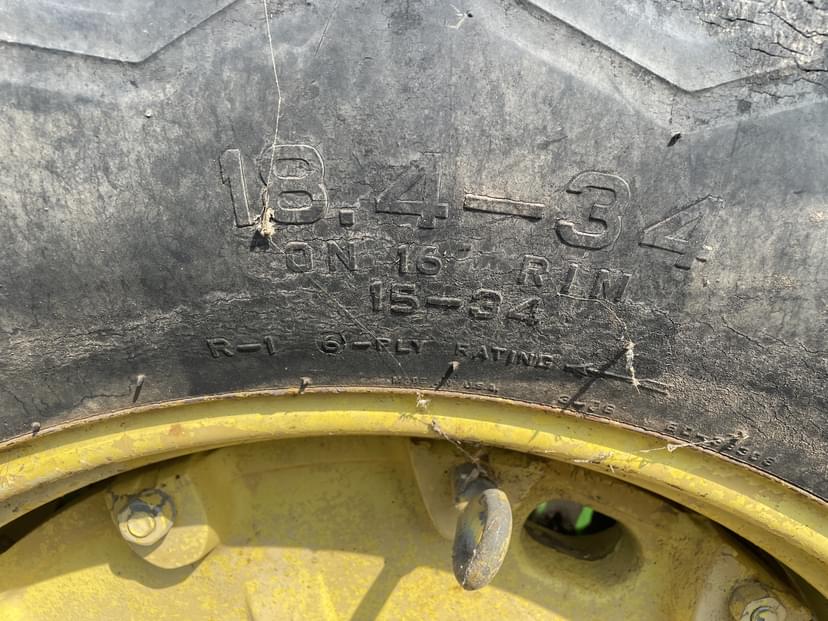 18.4-34
ON 16" RIM
15-34
R-1 6-PLY RATING
U.S.A.